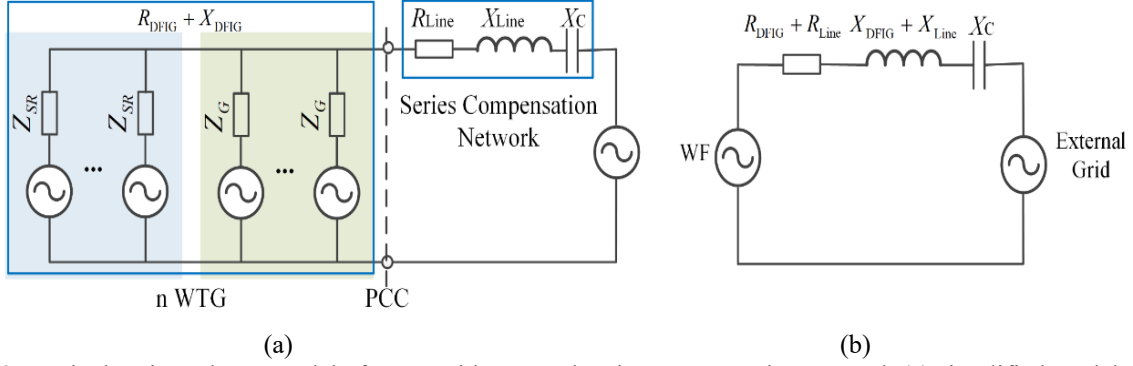 R_DFIG + X_DFIG
R_Line X_Line X_C
Z_SR Z_SR Z_G Z_G
... ...
Series Compensation
Network
n WTG PCC
(a)
R_DFIG + R_Line X_DFIG + X_Line X_C
WF
External
Grid
(b)